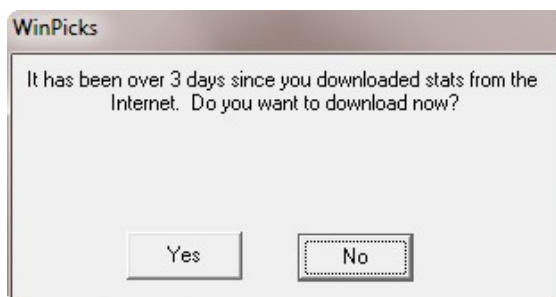 WinPicks
It has been over 3 days since you downloaded stats from the
Internet.  Do you want to download now?
Yes
No